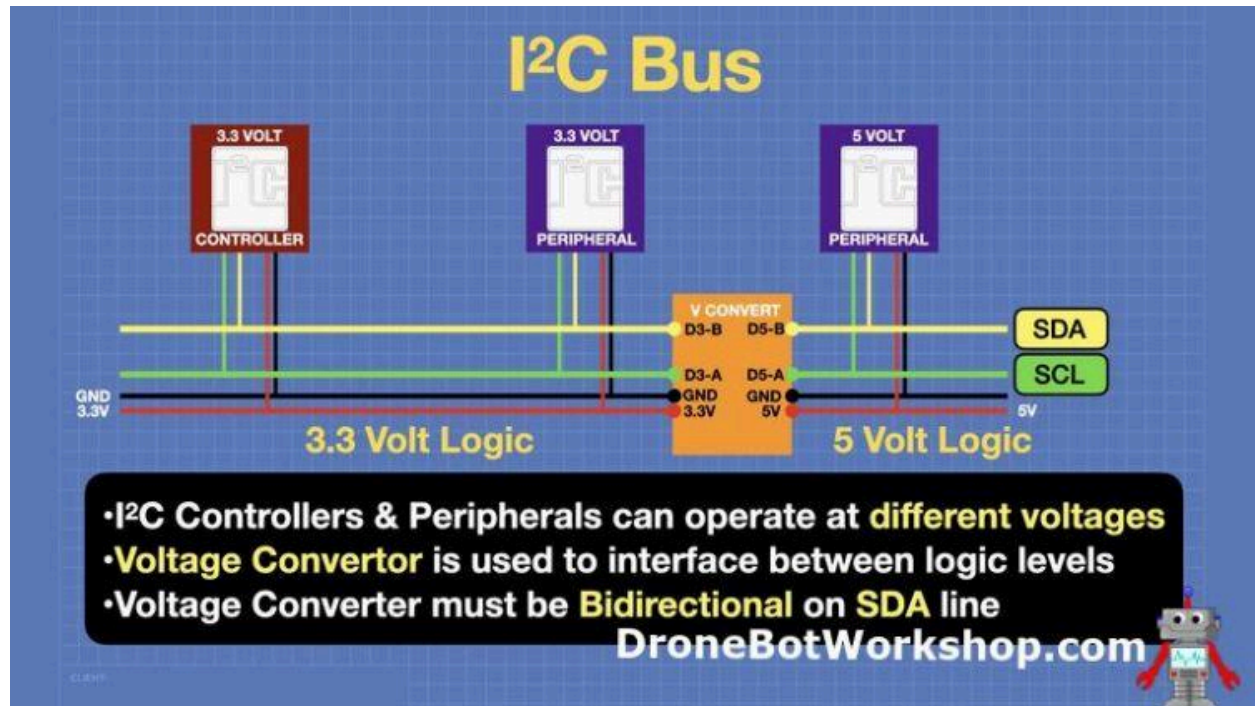 I²C Bus
3.3 VOLT
CONTROLLER
3.3 VOLT
PERIPHERAL
5 VOLT
PERIPHERAL
V CONVERT
D3-B D5-B
D3-A D5-A
GND GND
3.3V 5V
SDA
SCL
GND
3.3V
5V
3.3 Volt Logic
5 Volt Logic
•I²C Controllers & Peripherals can operate at different voltages
•Voltage Convertor is used to interface between logic levels
•Voltage Converter must be Bidirectional on SDA line
DroneBotWorkshop.com